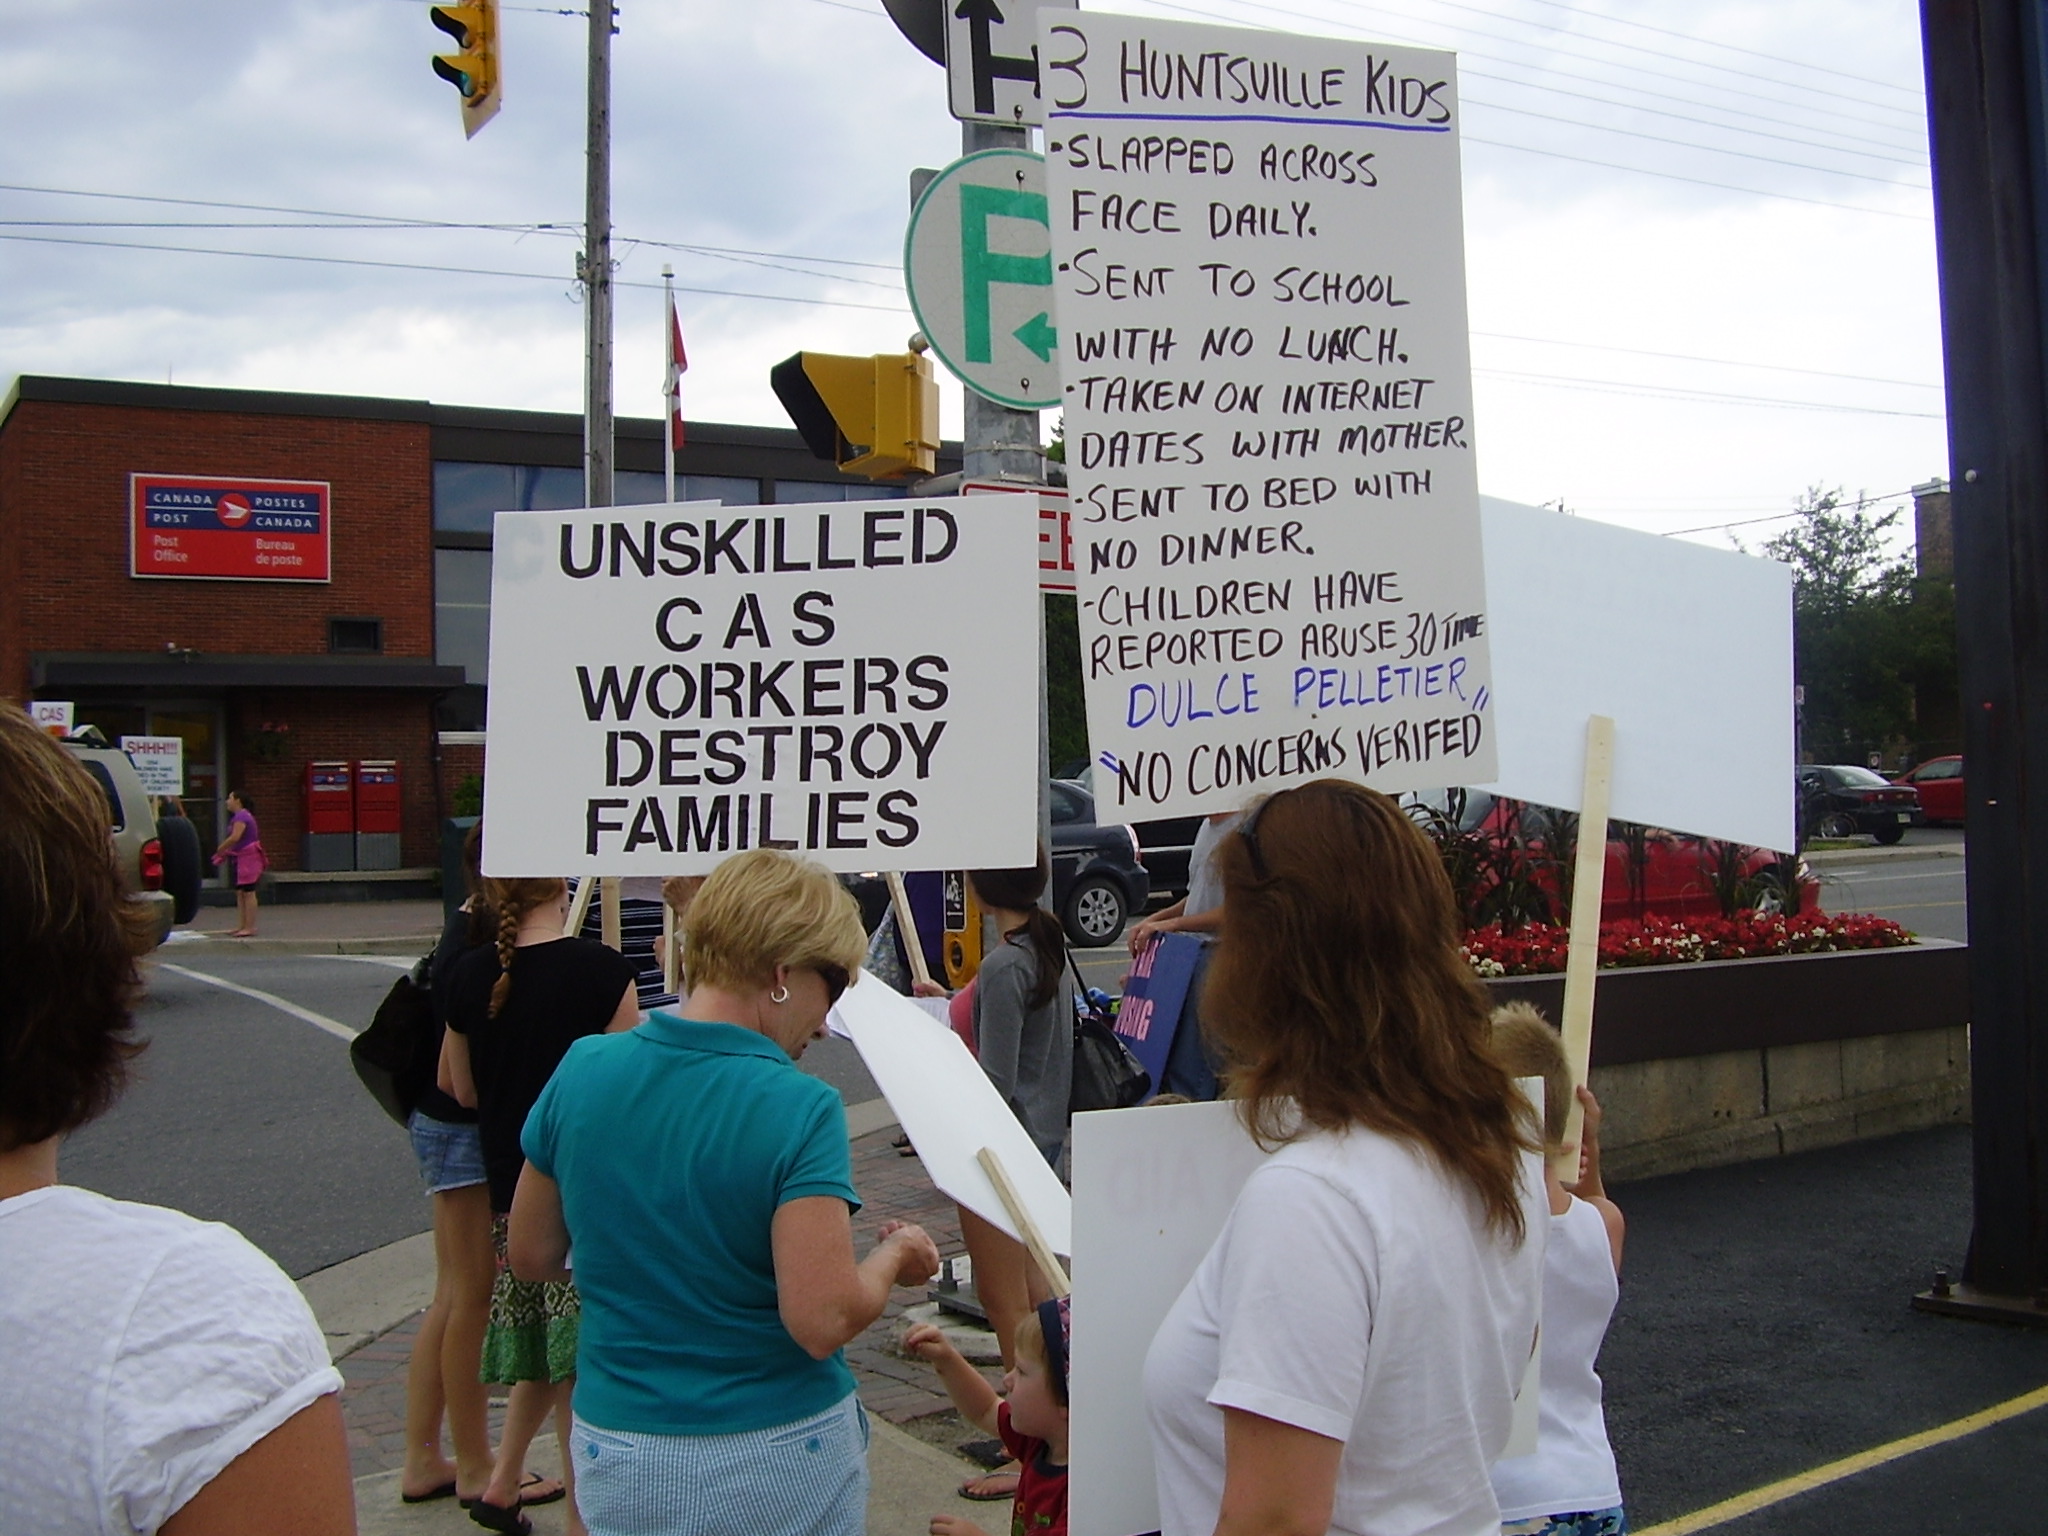 3 HUNTSVILLE KIDS
•SLAPPED ACROSS
FACE DAILY.
•SENT TO SCHOOL
WITH NO LUNCH.
•TAKEN ON INTERNET
DATES WITH MOTHER.
•SENT TO BED WITH
NO DINNER.
-CHILDREN HAVE
REPORTED ABUSE 30 TIME
DULCE PELLETIER
"NO CONCERNS VERIFED"
UNSKILLED
CAS
WORKERS
DESTROY
FAMILIES
P
CANADA POSTES
POST CANADA
Post Bureau
Office de poste
CAS
SHHH!!!